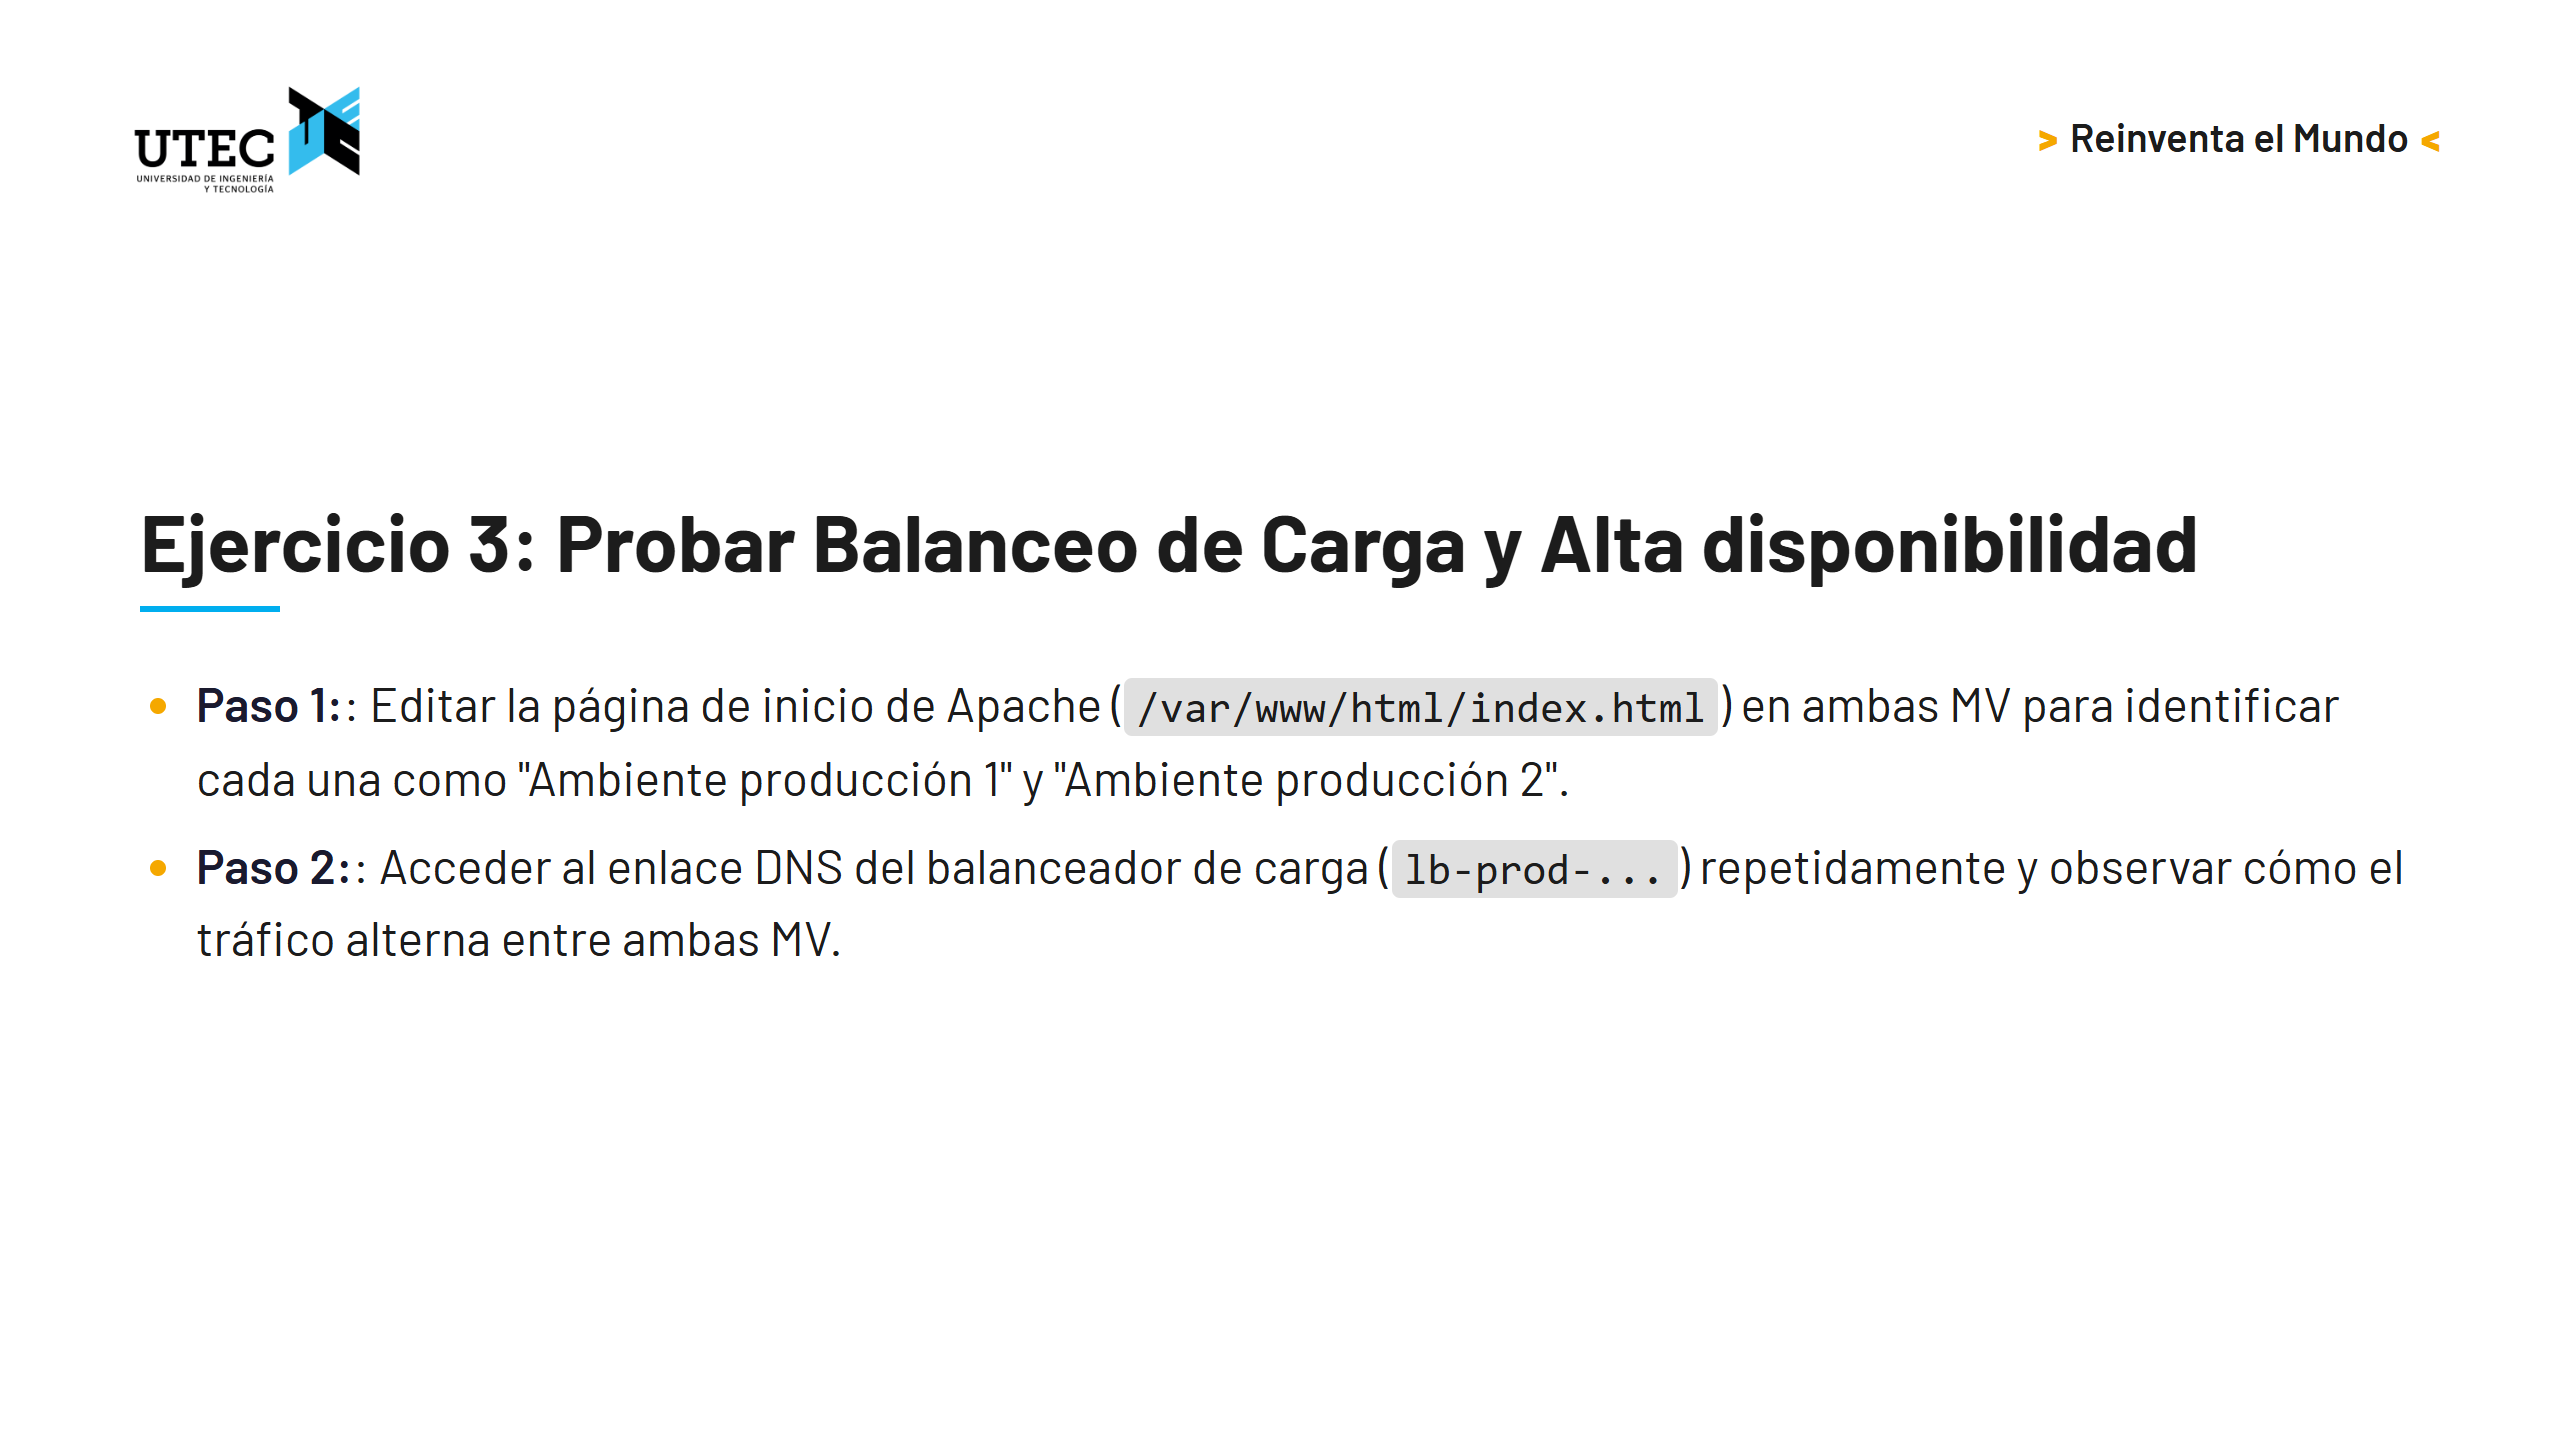 UTEC
UNIVERSIDAD DE INGENIERÍA
Y TECNOLOGÍA
> Reinventa el Mundo <
Ejercicio 3: Probar Balanceo de Carga y Alta disponibilidad
Paso 1:: Editar la página de inicio de Apache (/var/www/html/index.html) en ambas MV para identificar
cada una como "Ambiente producción 1" y "Ambiente producción 2".
Paso 2:: Acceder al enlace DNS del balanceador de carga (lb-prod-...) repetidamente y observar cómo el
tráfico alterna entre ambas MV.